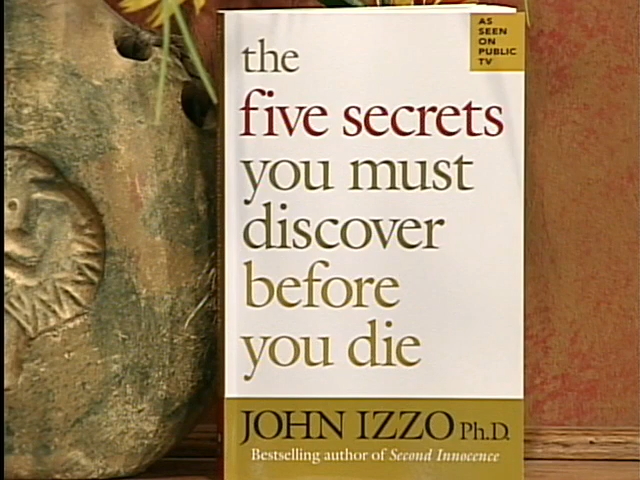 AS
SEEN
ON
PUBLIC
TV
the
five secrets
you must
discover
before
you die
JOHN IZZO Ph.D.
Bestselling author of Second Innocence